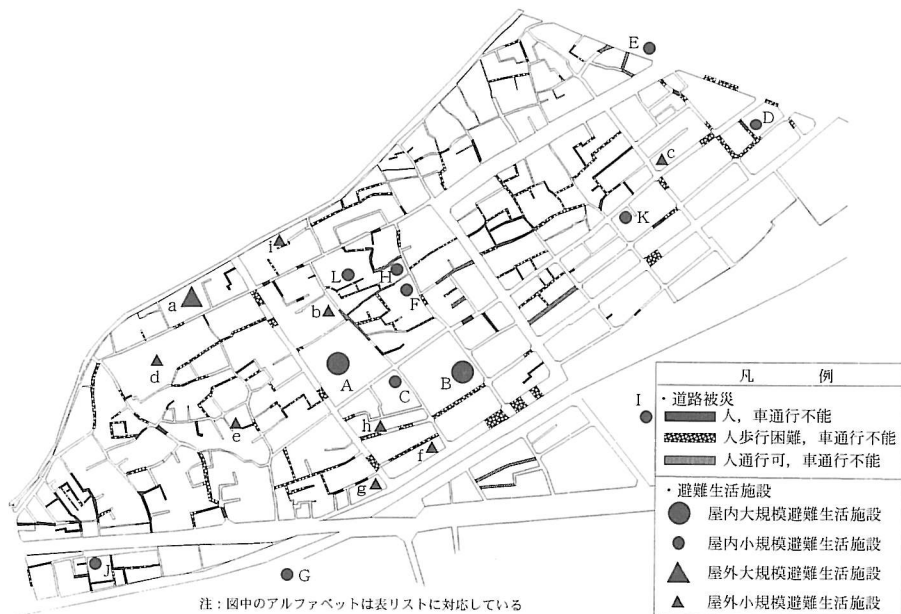 E
D
c
K
i
L
H
F
a
b
d
A
B
C
I
e
h
f
g
J
G
凡 例
・道路被災
人，車通行不能
人歩行困難，車通行不能
人通行可，車通行不能
・避難生活施設
屋内大規模避難生活施設
屋内小規模避難生活施設
屋外大規模避難生活施設
屋外小規模避難生活施設
注：図中のアルファベットは表リストに対応している